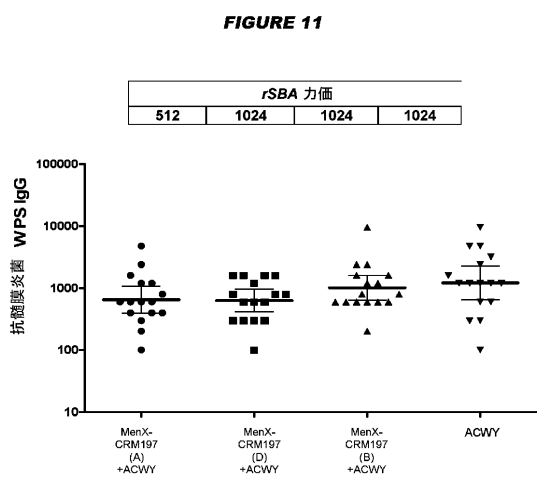 FIGURE 11
rSBA 力価
512 1024 1024 1024
100000
10000
1000
100
10
抗髄膜炎菌 WPS IgG
MenX-
CRM197
(A)
+ACWY
MenX-
CRM197
(D)
+ACWY
MenX-
CRM197
(B)
+ACWY
ACWY